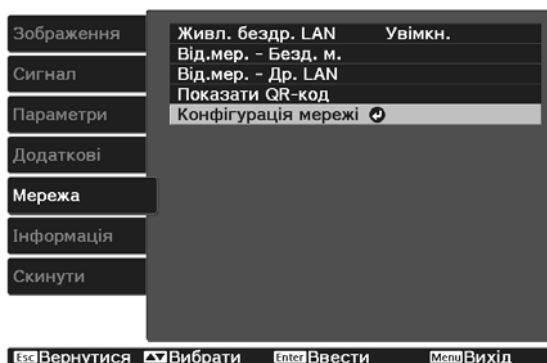 Зображення
Сигнал
Параметри
Додаткові
Мережа
Інформація
Скинути
Живл. бездр. LAN Увімкн.
Від.мер. - Безд. м.
Від.мер. - Др. LAN
Показати QR-код
Конфігурація мережі
Esc Вернутися Вибрати Enter Ввести Menu Вихід